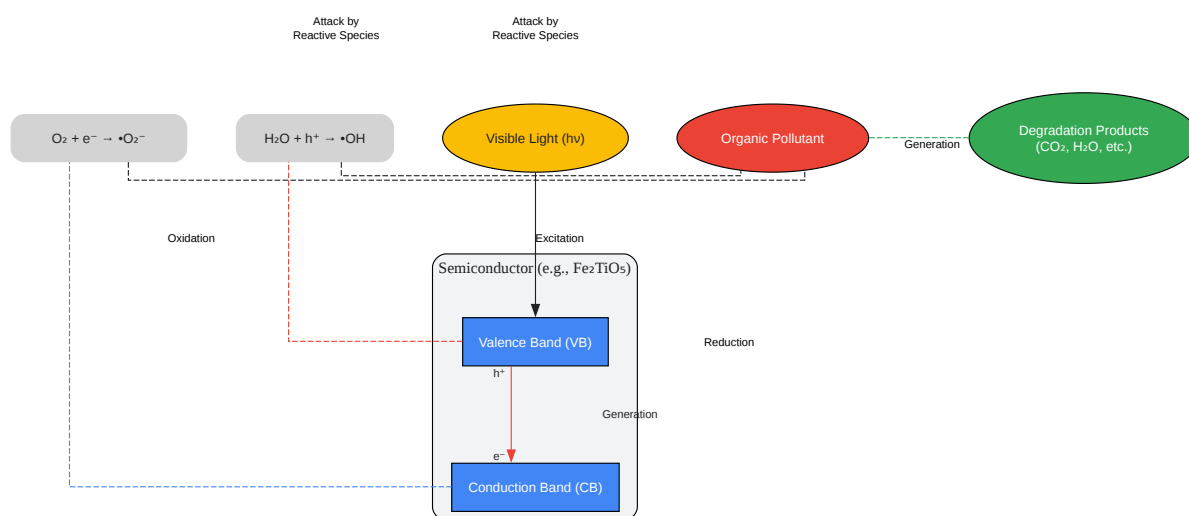 Attack by
Reactive Species
Attack by
Reactive Species
O₂ + e⁻ → •O₂⁻
H₂O + h⁺ → •OH
Visible Light (hν)
Organic Pollutant
Generation
Degradation Products
(CO₂, H₂O, etc.)
Oxidation
Excitation
Semiconductor (e.g., Fe₂TiO₅)
Valence Band (VB)
Reduction
h⁺
Generation
e⁻
Conduction Band (CB)